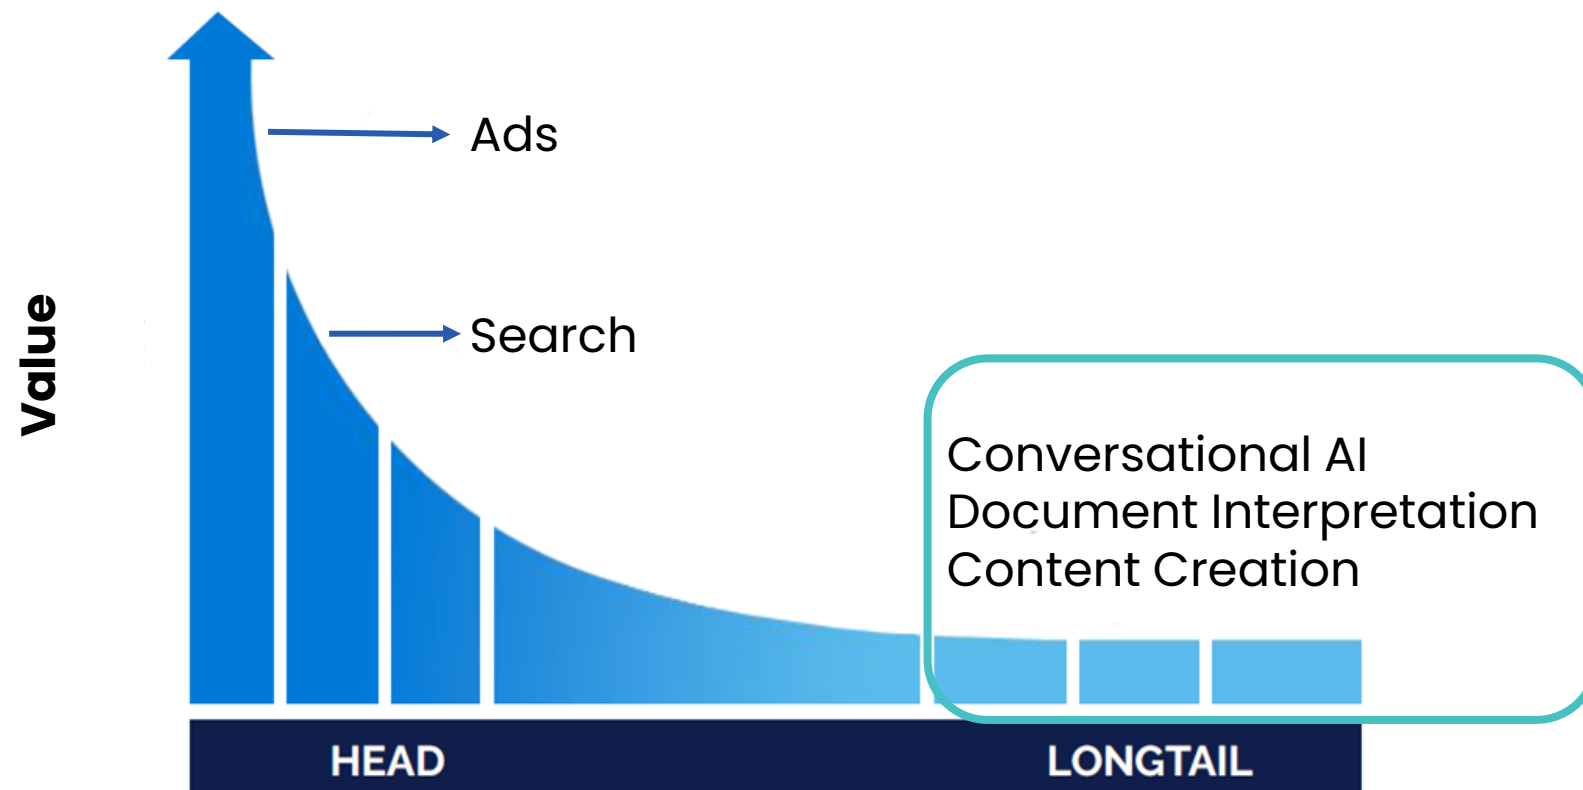 Value
Ads
Search
Conversational AI
Document Interpretation
Content Creation
HEAD
LONGTAIL